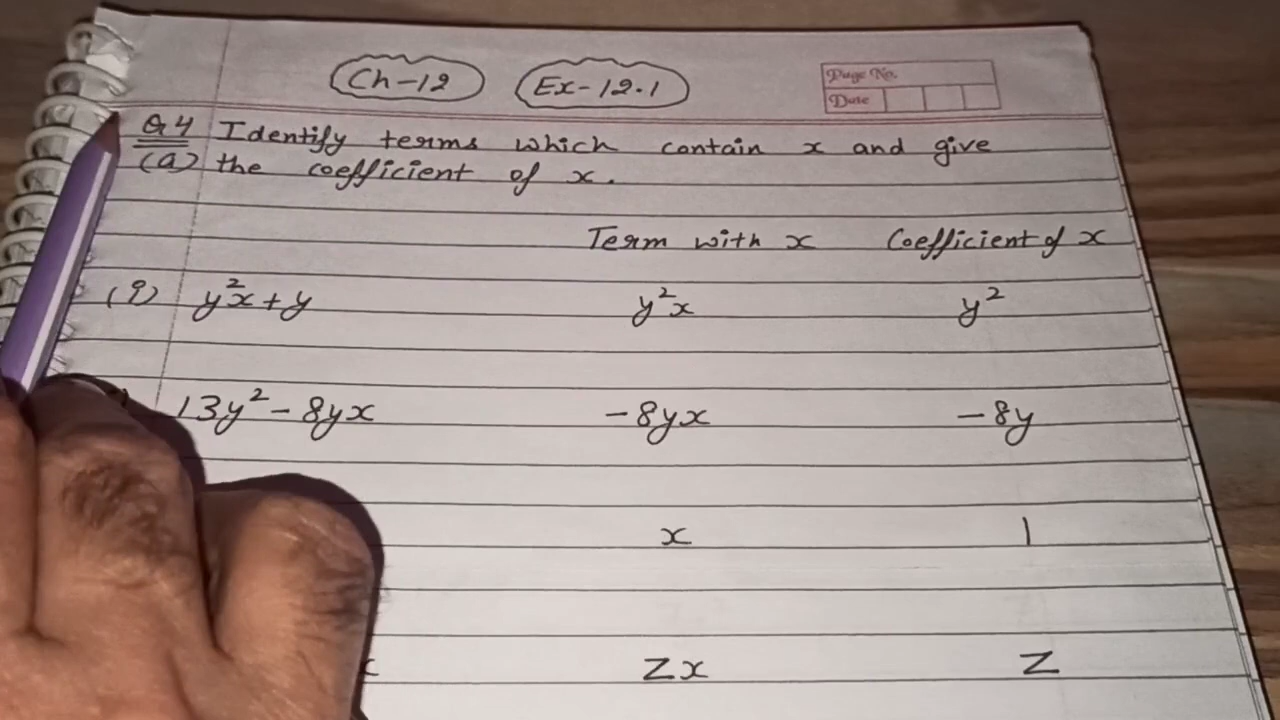 Ch-12 Ex-12.1
Page No.
Date
Q4 Identify terms which contain x and give
(a) the coefficient of x.
Term with x Coefficient of x
(i) y²x + y y²x y²
13y² - 8yx -8yx -8y
x 1
zx z